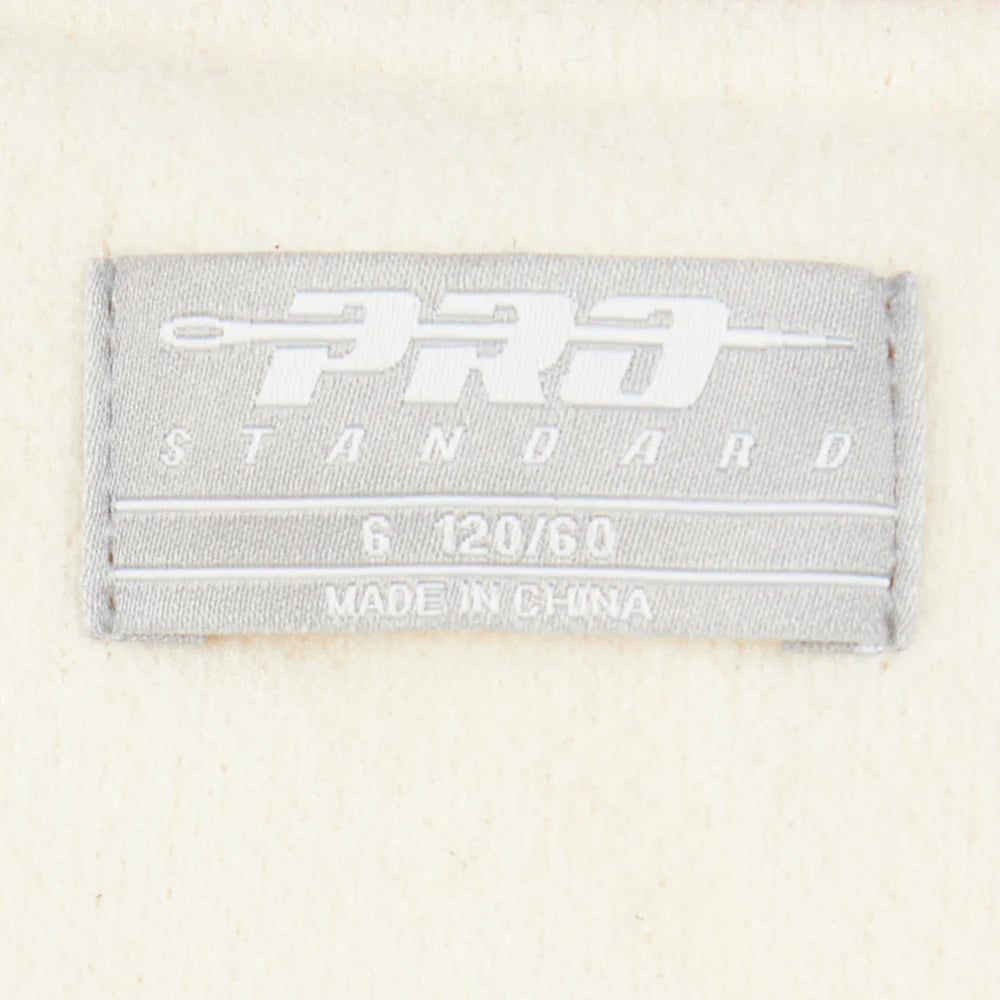 PRO
STANDARD
6 120/60
MADE IN CHINA